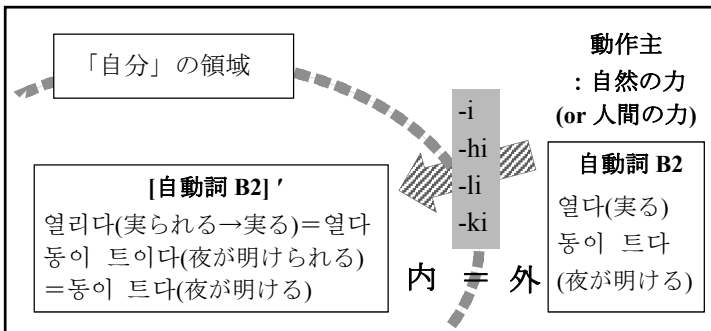 「自分」の領域
動作主
：自然の力
(or 人間の力)
-i
-hi
-li
-ki
自動詞 B2
열다(実る)
동이 트다
(夜が明ける)
[自動詞 B2]′
열리다(実られる→実る)＝열다
동이 트이다(夜が明けられる)
＝동이 트다(夜が明ける)
内 ＝ 外